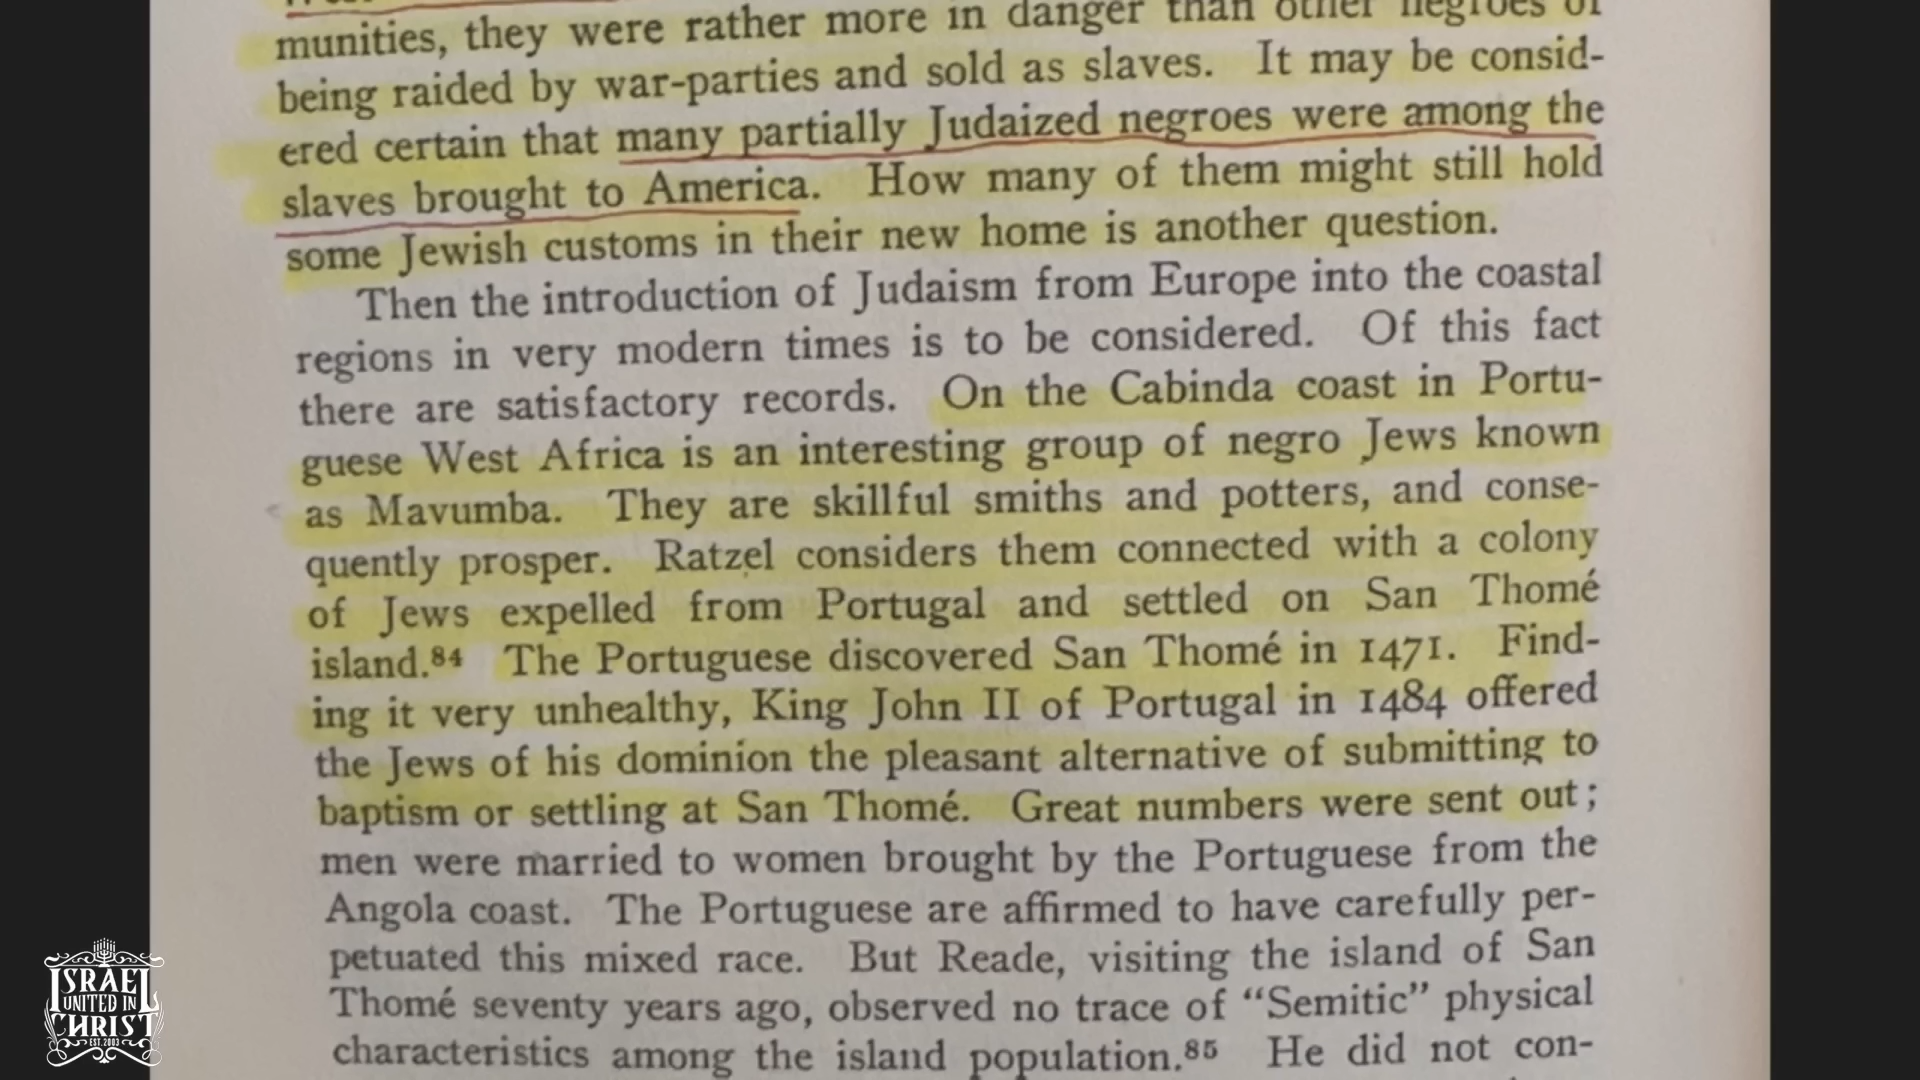 munities, they were rather more in danger than other negroes of
being raided by war-parties and sold as slaves. It may be consid-
ered certain that many partially Judaized negroes were among the
slaves brought to America. How many of them might still hold
some Jewish customs in their new home is another question.
Then the introduction of Judaism from Europe into the coastal
regions in very modern times is to be considered. Of this fact
there are satisfactory records. On the Cabinda coast in Portu-
guese West Africa is an interesting group of negro Jews known
as Mavumba. They are skillful smiths and potters, and conse-
quently prosper. Ratzel considers them connected with a colony
of Jews expelled from Portugal and settled on San Thomé
island.84 The Portuguese discovered San Thomé in 1471. Find-
ing it very unhealthy, King John II of Portugal in 1484 offered
the Jews of his dominion the pleasant alternative of submitting to
baptism or settling at San Thomé. Great numbers were sent out;
men were married to women brought by the Portuguese from the
Angola coast. The Portuguese are affirmed to have carefully per-
petuated this mixed race. But Reade, visiting the island of San
Thomé seventy years ago, observed no trace of “Semitic” physical
characteristics among the island population.85 He did not con-
ISRAEL
UNITED IN
CHRIST
EST. 2003